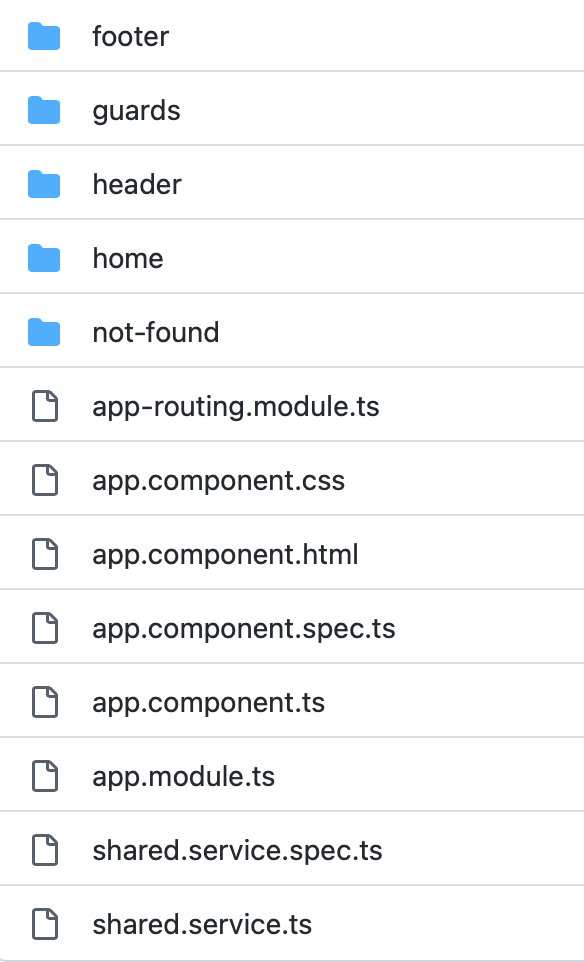 footer
guards
header
home
not-found
app-routing.module.ts
app.component.css
app.component.html
app.component.spec.ts
app.component.ts
app.module.ts
shared.service.spec.ts
shared.service.ts